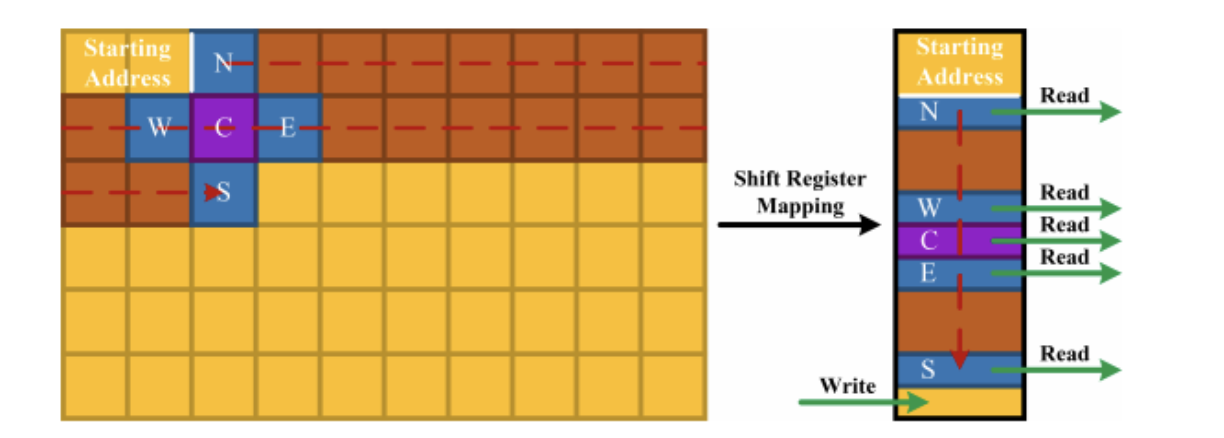 Starting
Address
N
W C E
S
Shift Register
Mapping
Starting
Address
N
Read
W
Read
C
Read
E
Read
S
Read
Write